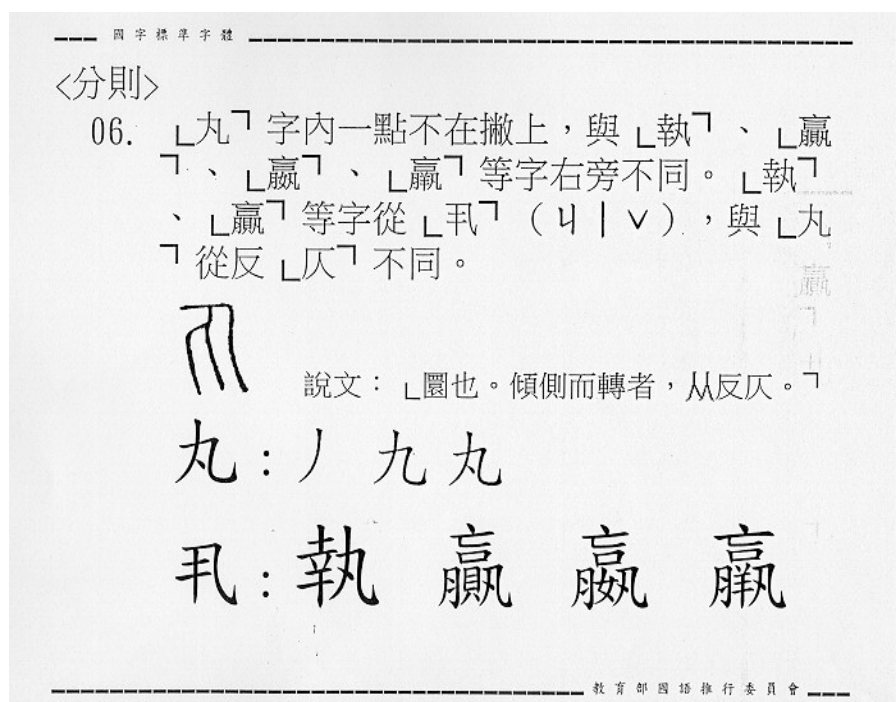 國字標準字體
<分則>
06. ﹂丸﹁字內一點不在撇上，與﹂執﹁、﹂贏
﹁、﹂嬴﹁、﹂羸﹁等字右旁不同。﹂執﹁
、﹂贏﹁等字從﹂丮﹁（ㄐㄧˇ），與﹂丸
﹁從反﹂仄﹁不同。
說文：﹂圜也。傾側而轉者，从反仄。﹁
丸：丿 九 丸
丮：執 贏 嬴 羸
教育部國語推行委員會